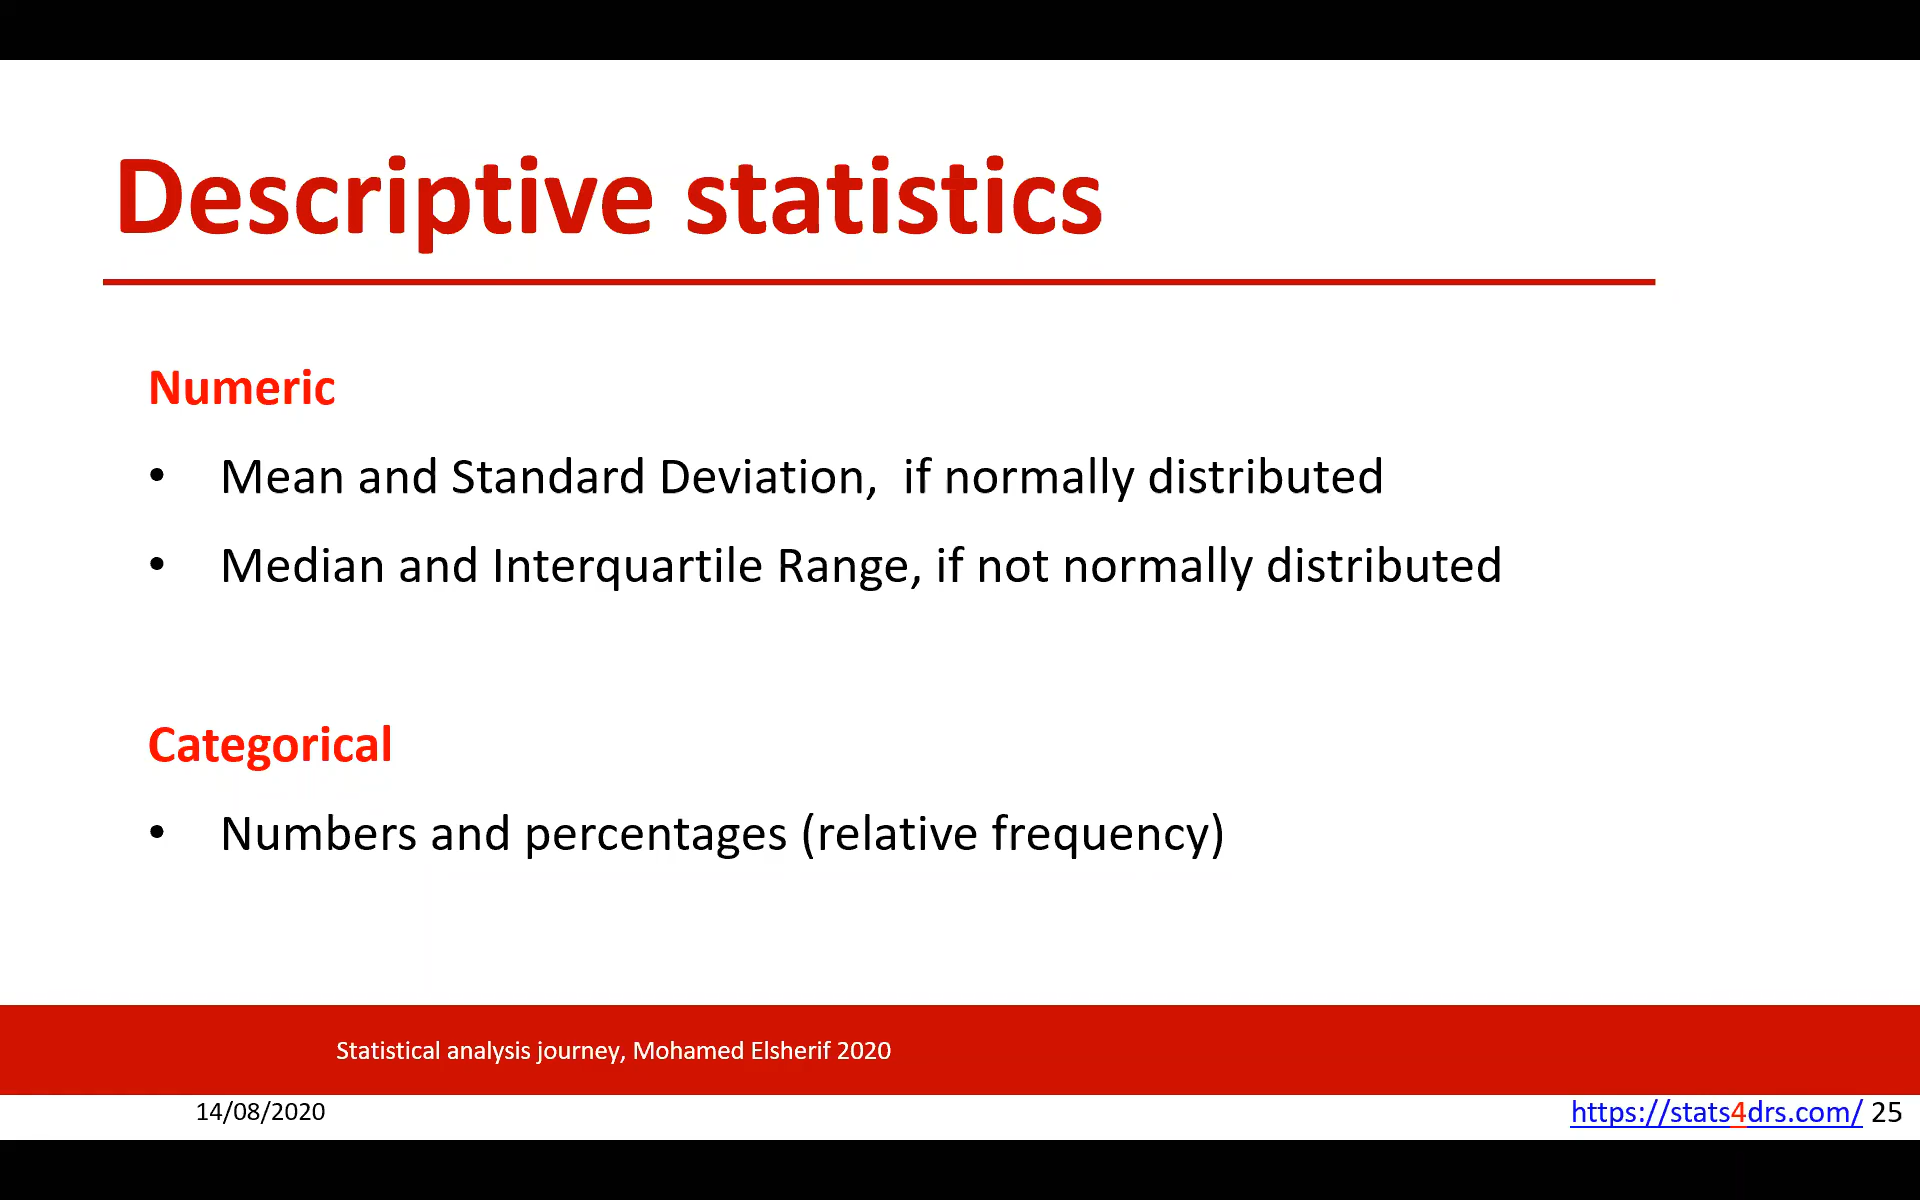 Descriptive statistics
Numeric
• Mean and Standard Deviation,  if normally distributed
• Median and Interquartile Range, if not normally distributed
Categorical
• Numbers and percentages (relative frequency)
Statistical analysis journey, Mohamed Elsherif 2020
14/08/2020
https://stats4drs.com/ 25